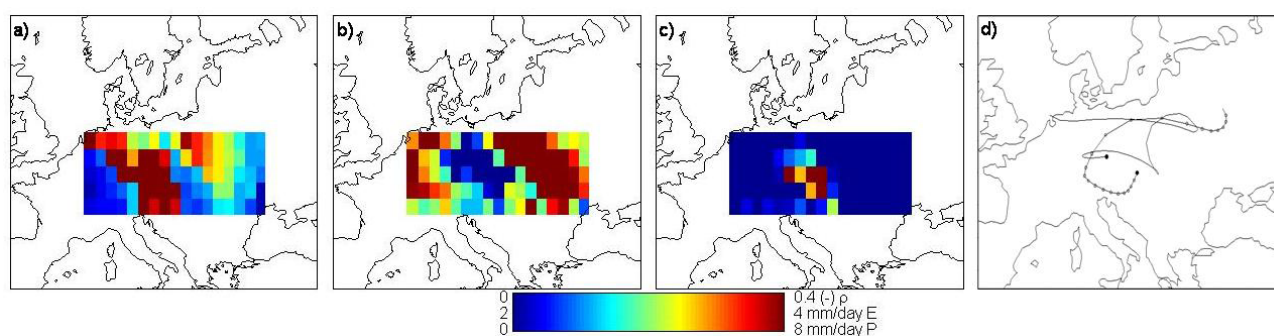 a) b) c) d)
0 0.4 (-) ρ
2 4 mm/day E
0 8 mm/day P